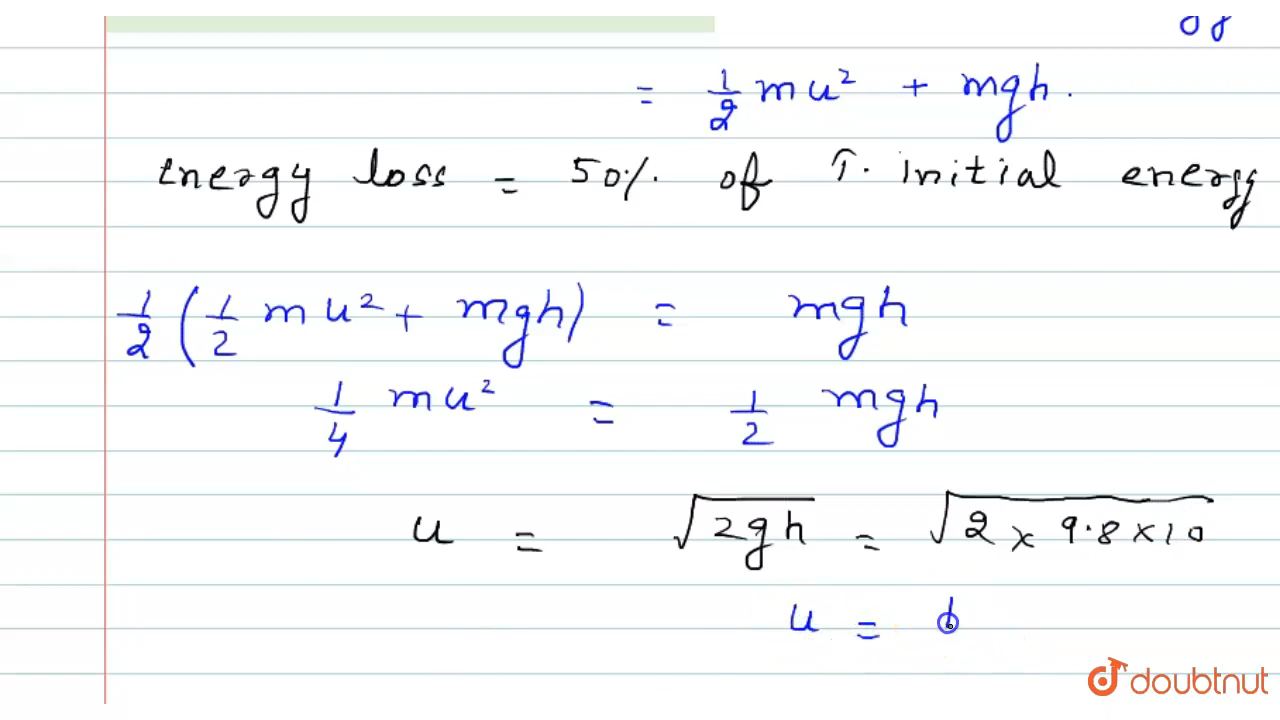 = 1/2 mu² + mgh.
Energy loss = 50%. of T. initial energy
1/2 (1/2 mu² + mgh) = mgh
1/4 mu² = 1/2 mgh
u = √2gh = √2 × 9.8 × 10
u =
doubtnut